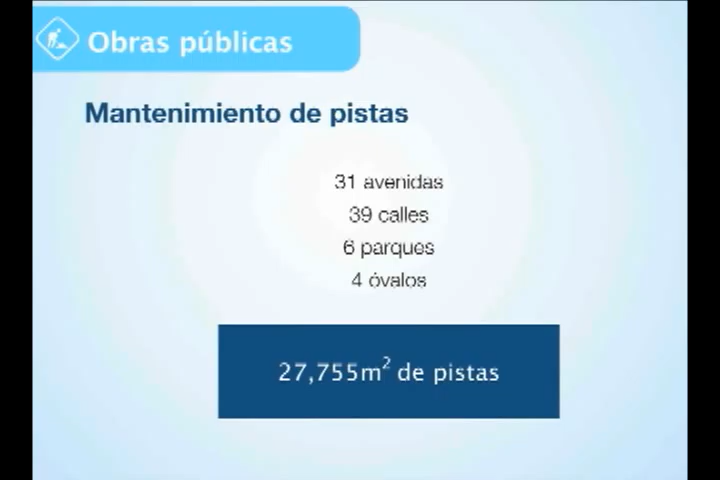 Obras públicas
Mantenimiento de pistas
31 avenidas
39 calles
6 parques
4 óvalos
27,755m² de pistas